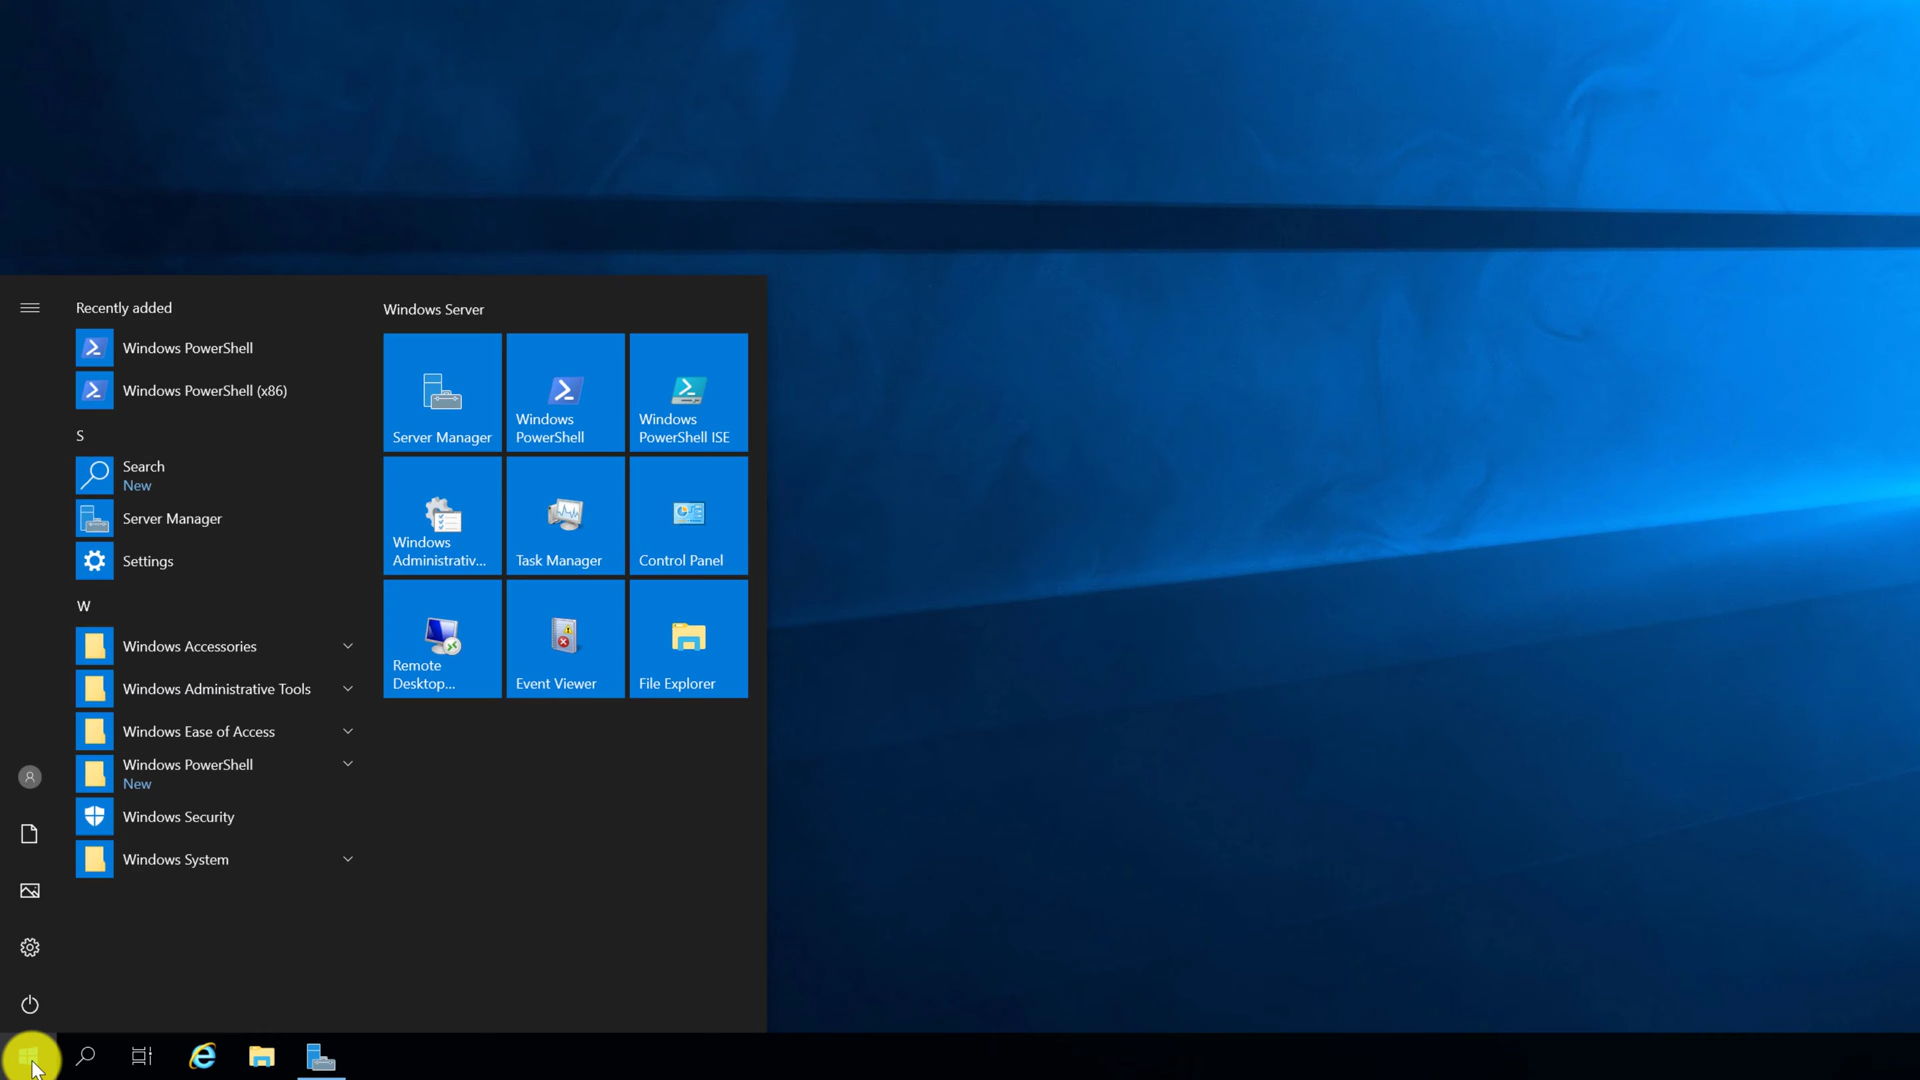 Recently added
Windows PowerShell
Windows PowerShell (x86)
S
Search
New
Server Manager
Settings
W
Windows Accessories
Windows Administrative Tools
Windows Ease of Access
Windows PowerShell
New
Windows Security
Windows System
Windows Server
Server Manager
Windows
PowerShell
Windows
PowerShell ISE
Windows
Administrativ...
Task Manager
Control Panel
Remote
Desktop...
Event Viewer
File Explorer